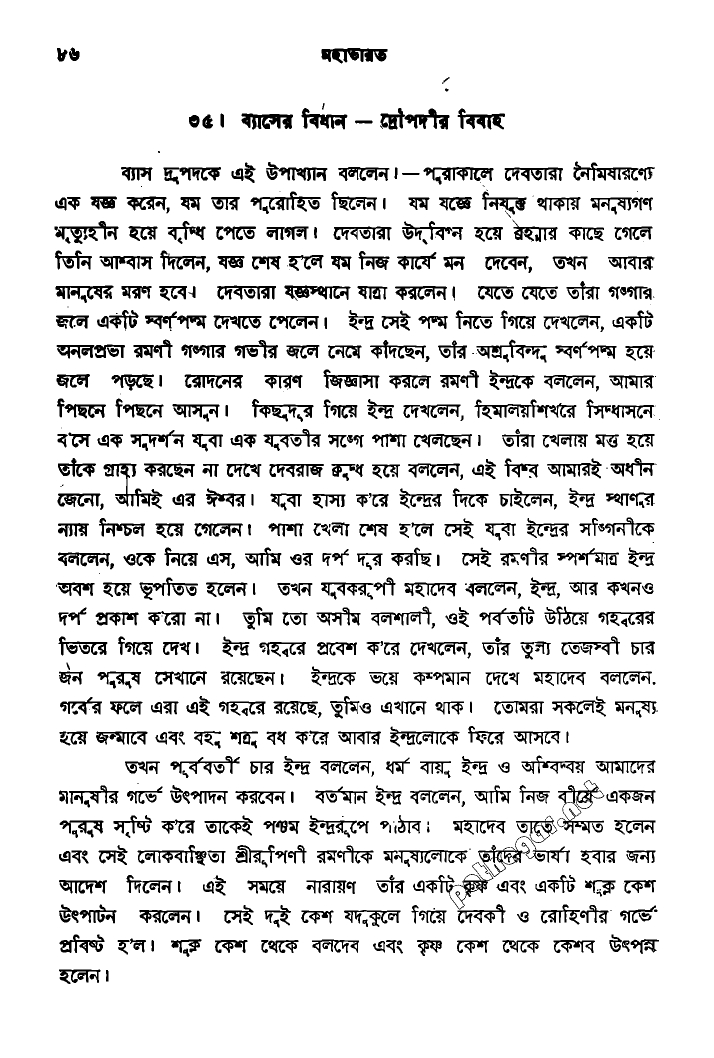 ৮৬
মহাভারত
৩৫। ব্যাসের বিধান — দ্রৌপদীর বিবাহ
ব্যাস দ্রুপদকে এই উপাখ্যান বললেন।—পুরাকালে দেবতারা নৈমিষারণ্যে
এক যজ্ঞ করেন, যম তার পুরোহিত ছিলেন। যম যজ্ঞে নিযুক্ত থাকায় মনুষ্যগণ
মৃত্যুহীন হয়ে বৃদ্ধি পেতে লাগল। দেবতারা উদ্‌বিগ্ন হয়ে ব্রহ্মার কাছে গেলে
তিনি আশ্বাস দিলেন, যজ্ঞ শেষ হ’লে যম নিজ কার্যে মন দেবেন, তখন আবার
মানুষের মরণ হবে। দেবতারা যজ্ঞস্থানে যাত্রা করলেন। যেতে যেতে তাঁরা গঙ্গার
জলে একটি স্বর্ণপদ্ম দেখতে পেলেন। ইন্দ্র সেই পদ্ম নিতে গিয়ে দেখলেন, একটি
অনলপ্রভা রমণী গঙ্গার গভীর জলে নেমে কাঁদছেন, তাঁর অশ্রুবিন্দু স্বর্ণপদ্ম হয়ে
জলে পড়ছে। রোদনের কারণ জিজ্ঞাসা করলে রমণী ইন্দ্রকে বললেন, আমার
পিছনে পিছনে আসুন। কিছুদূর গিয়ে ইন্দ্র দেখলেন, হিমালয়শিখরে সিদ্ধাসনে
ব’সে এক সুদর্শন যুবা এক যুবতীর সঙ্গে পাশা খেলছেন। তাঁরা খেলায় মত্ত হয়ে
তাঁকে গ্রাহ্য করছেন না দেখে দেবরাজ ক্রুদ্ধ হয়ে বললেন, এই বিশ্ব আমারই অধীন
জেনো, আমিই এর ঈশ্বর। যুবা হাস্য ক’রে ইন্দ্রের দিকে চাইলেন, ইন্দ্র স্থাণুর
ন্যায় নিশ্চল হয়ে গেলেন। পাশা খেলা শেষ হ’লে সেই যুবা ইন্দ্রের সঙ্গিনীকে
বললেন, ওকে নিয়ে এস, আমি ওর দর্প দূর করছি। সেই রমণীর স্পর্শমাত্র ইন্দ্র
অবশ হয়ে ভূপতিত হলেন। তখন যুবকরূপী মহাদেব বললেন, ইন্দ্র, আর কখনও
দর্প প্রকাশ ক’রো না। তুমি তো অসীম বলশালী, ওই পর্বতটি উঠিয়ে গহ্বরের
ভিতরে গিয়ে দেখ। ইন্দ্র গহ্বরে প্রবেশ ক’রে দেখলেন, তাঁর তুল্য তেজস্বী চার
জন পুরুষ সেখানে রয়েছেন। ইন্দ্রকে ভয়ে কম্পমান দেখে মহাদেব বললেন.
গর্বের ফলে এরা এই গহ্বরে রয়েছে, তুমিও এখানে থাক। তোমরা সকলেই মনুষ্য
হয়ে জন্মাবে এবং বহু শত্রু বধ ক’রে আবার ইন্দ্রলোকে ফিরে আসবে।
তখন পূর্ববর্তী চার ইন্দ্র বললেন, ধর্ম বায়ু ইন্দ্র ও অশ্বিদ্বয় আমাদের
মানুষীর গর্ভে উৎপাদন করবেন। বর্তমান ইন্দ্র বললেন, আমি নিজ বীর্যে একজন
পুরুষ সৃষ্টি ক’রে তাকেই পঞ্চম ইন্দ্ররূপে পাঠাব। মহাদেব তাতে সম্মত হলেন
এবং সেই লোকবাঞ্ছিতা শ্রীরূপিণী রমণীকে মনুষ্যলোকে তাঁদের ভার্যা হবার জন্য
আদেশ দিলেন। এই সময়ে নারায়ণ তাঁর একটি কৃষ্ণ এবং একটি শুক্ল কেশ
উৎপাটন করলেন। সেই দুই কেশ যদুকুলে গিয়ে দেবকী ও রোহিণীর গর্ভে
প্রবিষ্ট হ’ল। শুক্ল কেশ থেকে বলদেব এবং কৃষ্ণ কেশ থেকে কেশব উৎপন্ন
হলেন।
pathagar.net